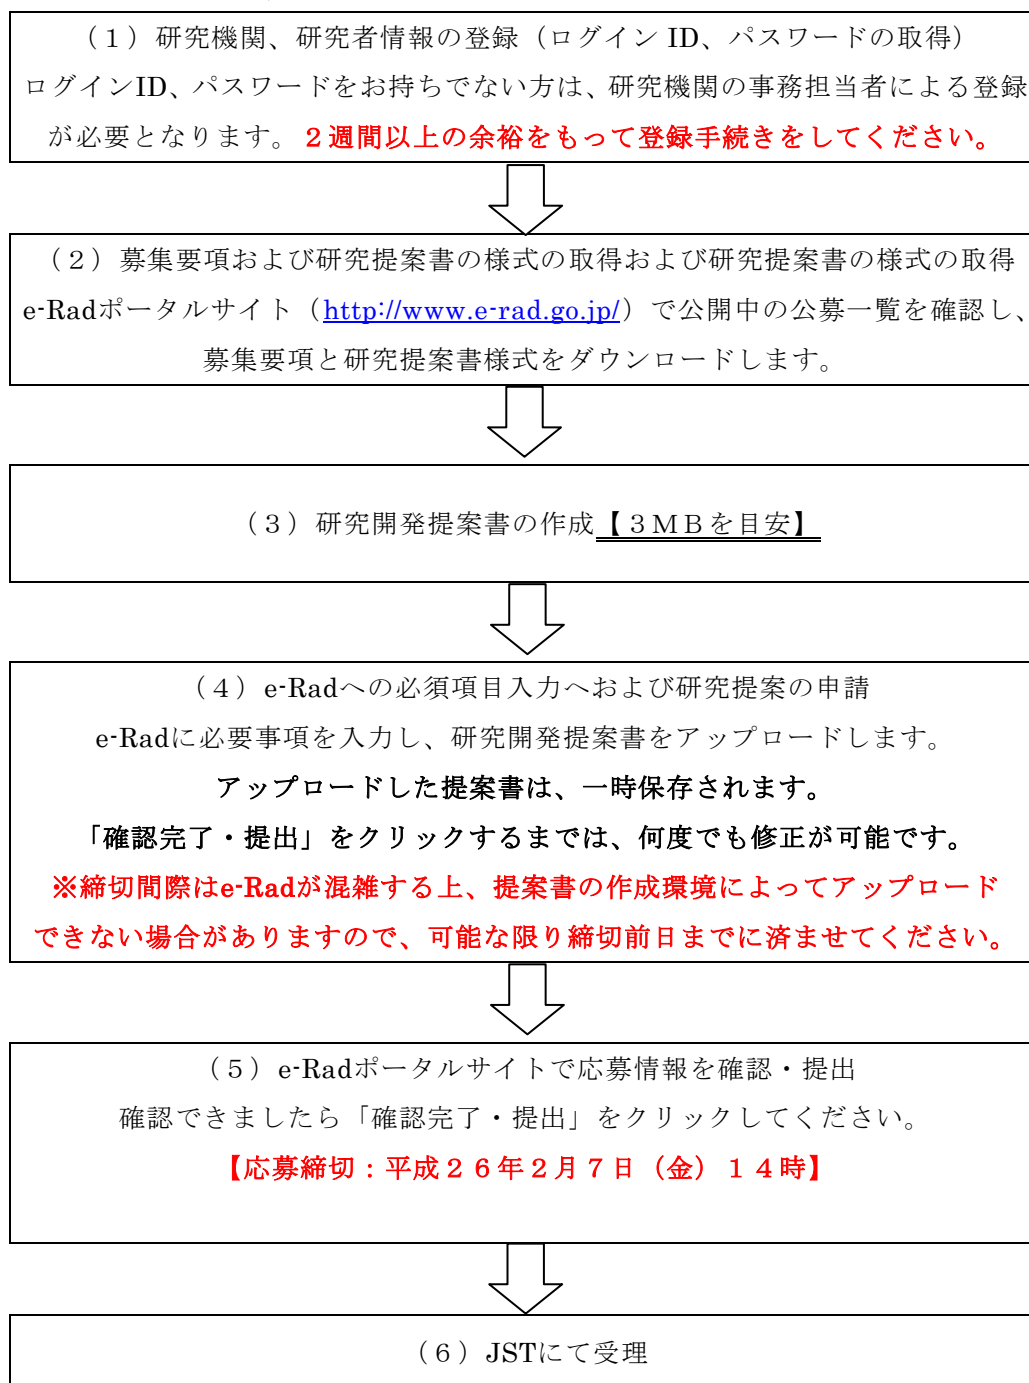 （１）研究機関、研究者情報の登録（ログイン ID、パスワードの取得）
ログインID、パスワードをお持ちでない方は、研究機関の事務担当者による登録
が必要となります。２週間以上の余裕をもって登録手続きをしてください。
（２）募集要項および研究提案書の様式の取得および研究提案書の様式の取得
e-Radポータルサイト（http://www.e-rad.go.jp/）で公開中の公募一覧を確認し、
募集要項と研究提案書様式をダウンロードします。
（３）研究開発提案書の作成【３ＭＢを目安】
（４）e-Radへの必須項目入力へおよび研究提案の申請
e-Radに必要事項を入力し、研究開発提案書をアップロードします。
アップロードした提案書は、一時保存されます。
「確認完了・提出」をクリックするまでは、何度でも修正が可能です。
※締切間際はe-Radが混雑する上、提案書の作成環境によってアップロード
できない場合がありますので、可能な限り締切前日までに済ませてください。
（５）e-Radポータルサイトで応募情報を確認・提出
確認できましたら「確認完了・提出」をクリックしてください。
【応募締切：平成２６年２月７日（金）１４時】
（６）JSTにて受理